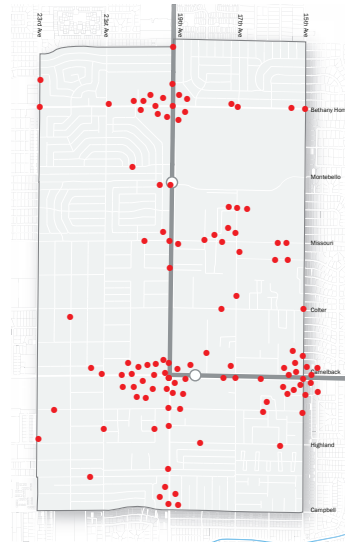 23rd Ave
21st Ave
19th Ave
17th Ave
15th Ave
Bethany Hom
Montebello
Missouri
Colter
Camelback
Highland
Campbell